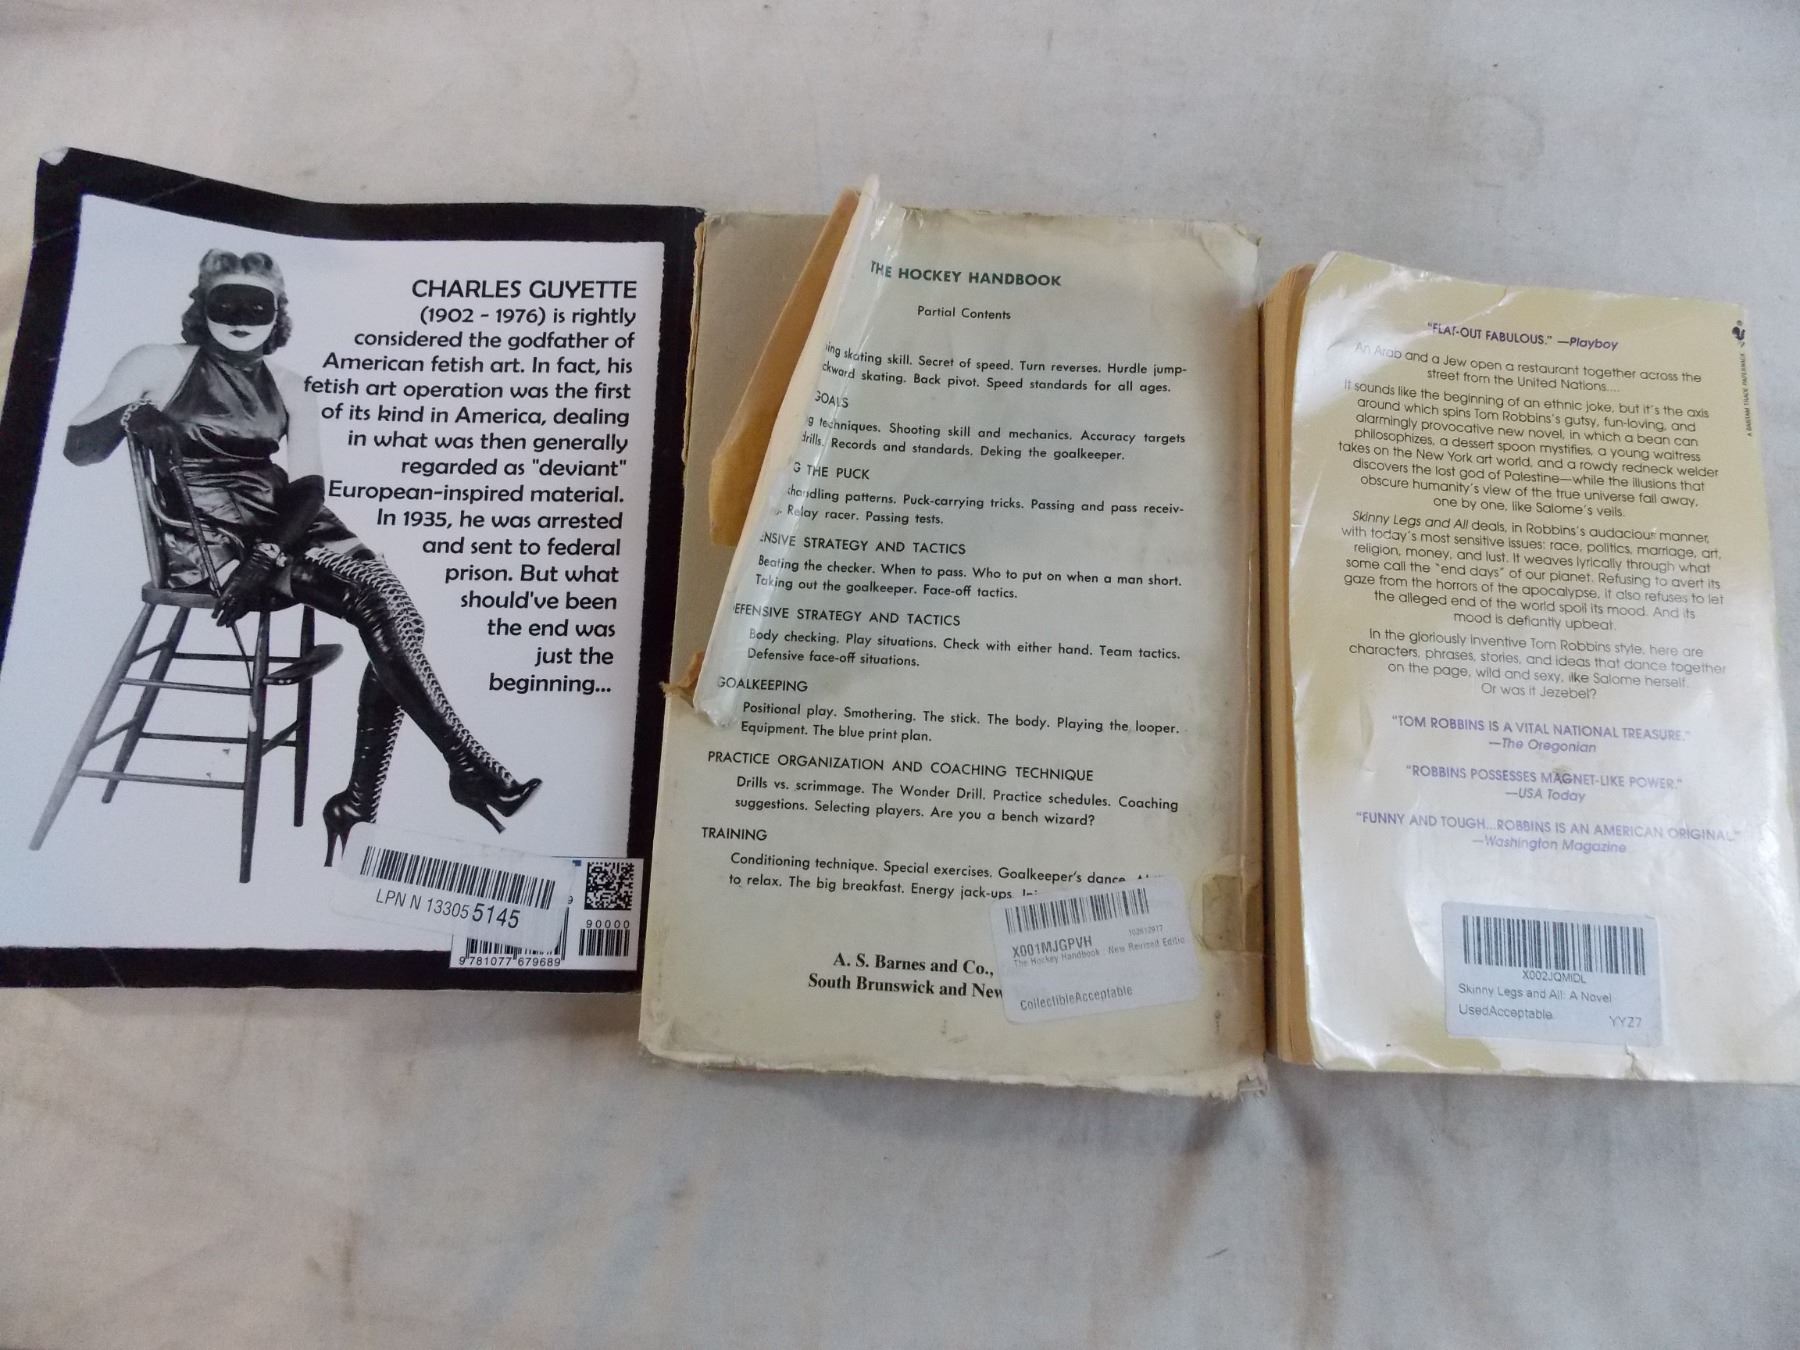 CHARLES GUYETTE
(1902 - 1976) is rightly
considered the godfather of
American fetish art. In fact, his
fetish art operation was the first
of its kind in America, dealing
in what was then generally
regarded as "deviant"
European-inspired material.
In 1935, he was arrested
and sent to federal
prison. But what
should've been
the end was
just the
beginning...
LPN N 133055145
90000
9 781077 679689
THE HOCKEY HANDBOOK
Partial Contents
ing skating skill. Secret of speed. Turn reverses. Hurdle jump-
ckward skating. Back pivot. Speed standards for all ages.
GOALS
g techniques. Shooting skill and mechanics. Accuracy targets
drills. Records and standards. Deking the goalkeeper.
G THE PUCK
handling patterns. Puck-carrying tricks. Passing and pass receiv-
Relay racer. Passing tests.
ENSIVE STRATEGY AND TACTICS
Beating the checker. When to pass. Who to put on when a man short.
Taking out the goalkeeper. Face-off tactics.
EFENSIVE STRATEGY AND TACTICS
Body checking. Play situations. Check with either hand. Team tactics.
Defensive face-off situations.
GOALKEEPING
Positional play. Smothering. The stick. The body. Playing the looper.
Equipment. The blue print plan.
PRACTICE ORGANIZATION AND COACHING TECHNIQUE
Drills vs. scrimmage. The Wonder Drill. Practice schedules. Coaching
suggestions. Selecting players. Are you a bench wizard?
TRAINING
Conditioning technique. Special exercises. Goalkeeper's dance.
to relax. The big breakfast. Energy jack-ups.
A. S. Barnes and Co.,
South Brunswick and New
X001MJGPVH
The Hockey Handbook New Revised Editio
CollectibleAcceptable
"FLAT-OUT FABULOUS." —Playboy
An Arab and a Jew open a restaurant together across the
street from the United Nations....
It sounds like the beginning of an ethnic joke, but it's the axis
around which spins Tom Robbins's gutsy, fun-loving, and
alarmingly provocative new novel, in which a bean can
philosophizes, a dessert spoon mystifies, a young waitress
takes on the New York art world, and a rowdy redneck welder
discovers the lost god of Palestine—while the illusions that
obscure humanity's view of the true universe fall away,
one by one, like Salome's veils.
Skinny Legs and All deals, in Robbins's audacious manner,
with today's most sensitive issues: race, politics, marriage, art,
religion, money, and lust. It weaves lyrically through what
some call the "end days" of our planet. Refusing to avert its
gaze from the horrors of the apocalypse, it also refuses to let
the alleged end of the world spoil its mood. And its
mood is defiantly upbeat.
In the gloriously inventive Tom Robbins style, here are
characters, phrases, stories, and ideas that dance together
on the page, wild and sexy, like Salome herself.
Or was it Jezebel?
"TOM ROBBINS IS A VITAL NATIONAL TREASURE."
—The Oregonian
"ROBBINS POSSESSES MAGNET-LIKE POWER."
—USA Today
"FUNNY AND TOUGH...ROBBINS IS AN AMERICAN ORIGINAL."
—Washington Magazine
A BANTAM TRADE PAPERBACK
X002JQMIDL
Skinny Legs and All: A Novel
UsedAcceptable
YYZ7